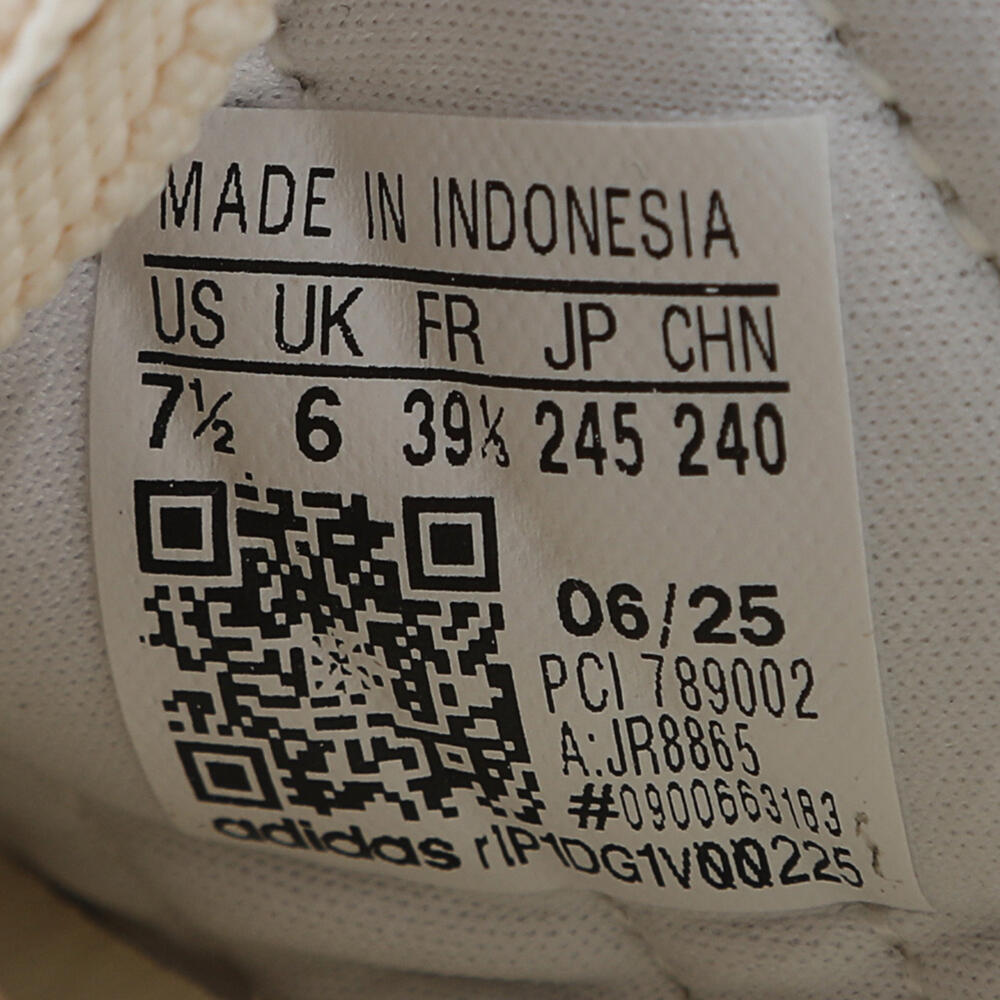 MADE IN INDONESIA
US UK FR JP CHN
7½ 6 39⅓ 245 240
06/25
PCI 789002
A:JR8865
#0900663183
adidas